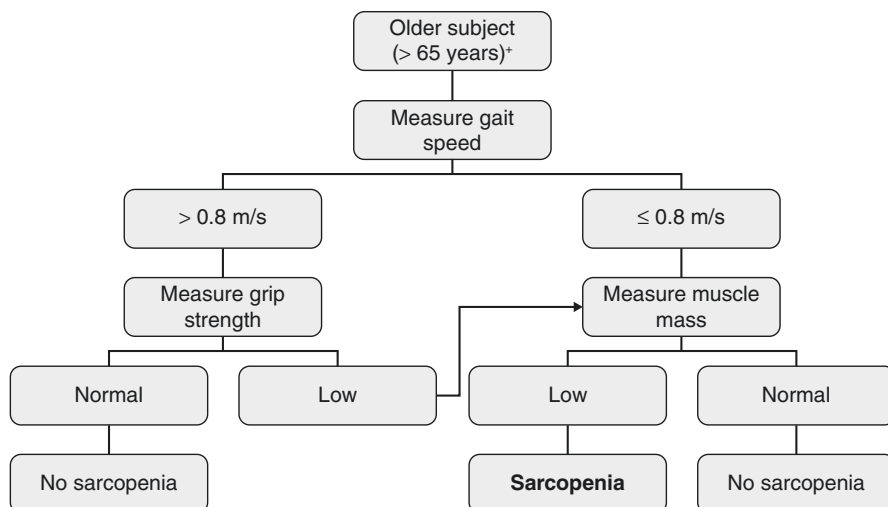 Older subject
(> 65 years)+
Measure gait
speed
> 0.8 m/s
≤ 0.8 m/s
Measure grip
strength
Measure muscle
mass
Normal
Low
Low
Normal
No sarcopenia
Sarcopenia
No sarcopenia